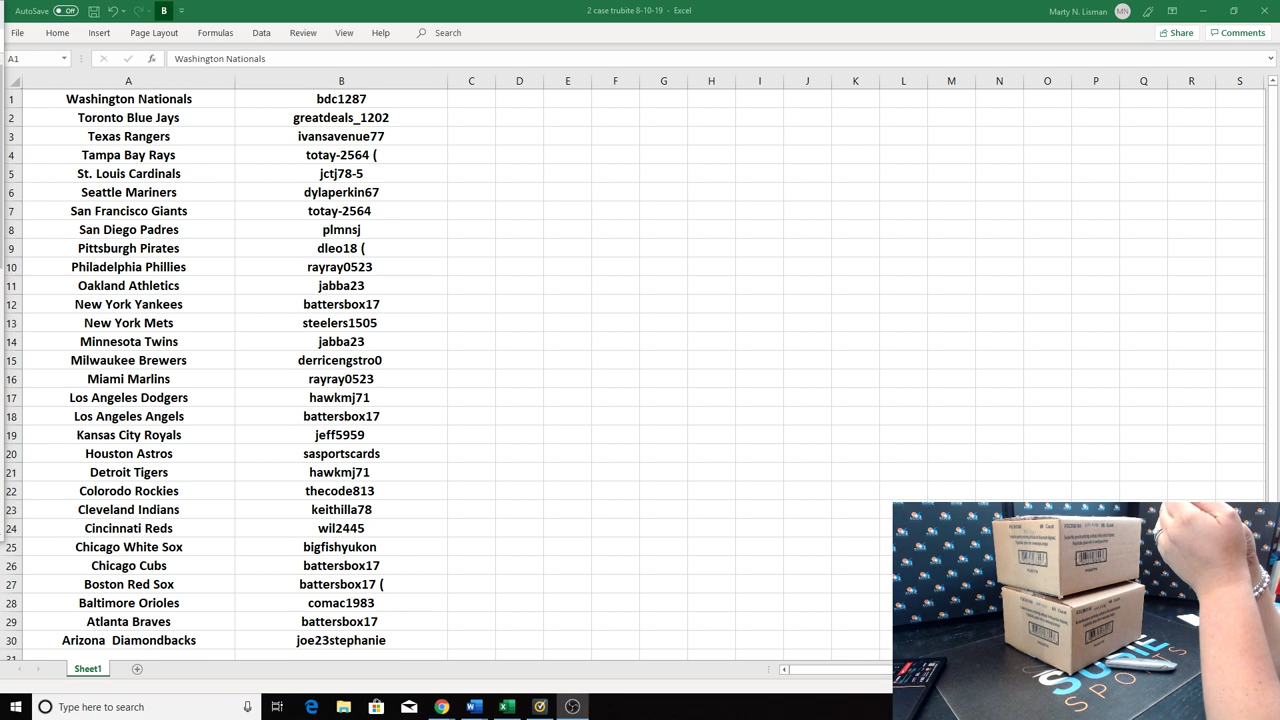 AutoSave Off
2 case trubite 8-10-19 - Excel
Marty N. Lisman MN
File Home Insert Page Layout Formulas Data Review View Help Search Share Comments
A1 fx Washington Nationals
A B C D E F G H I J K L M N O P Q R S
1 Washington Nationals bdc1287
2 Toronto Blue Jays greatdeals_1202
3 Texas Rangers ivansavenue77
4 Tampa Bay Rays totay-2564 (
5 St. Louis Cardinals jctj78-5
6 Seattle Mariners dylaperkin67
7 San Francisco Giants totay-2564
8 San Diego Padres plmnsj
9 Pittsburgh Pirates dleo18 (
10 Philadelphia Phillies rayray0523
11 Oakland Athletics jabba23
12 New York Yankees battersbox17
13 New York Mets steelers1505
14 Minnesota Twins jabba23
15 Milwaukee Brewers derricengstro0
16 Miami Marlins rayray0523
17 Los Angeles Dodgers hawkmj71
18 Los Angeles Angels battersbox17
19 Kansas City Royals jeff5959
20 Houston Astros sasportscards
21 Detroit Tigers hawkmj71
22 Colorodo Rockies thecode813
23 Cleveland Indians keithilla78
24 Cincinnati Reds wil2445
25 Chicago White Sox bigfishyukon
26 Chicago Cubs battersbox17
27 Boston Red Sox battersbox17 (
28 Baltimore Orioles comac1983
29 Atlanta Braves battersbox17
30 Arizona  Diamondbacks joe23stephanie
31
Sheet1
Type here to search
SPORTS